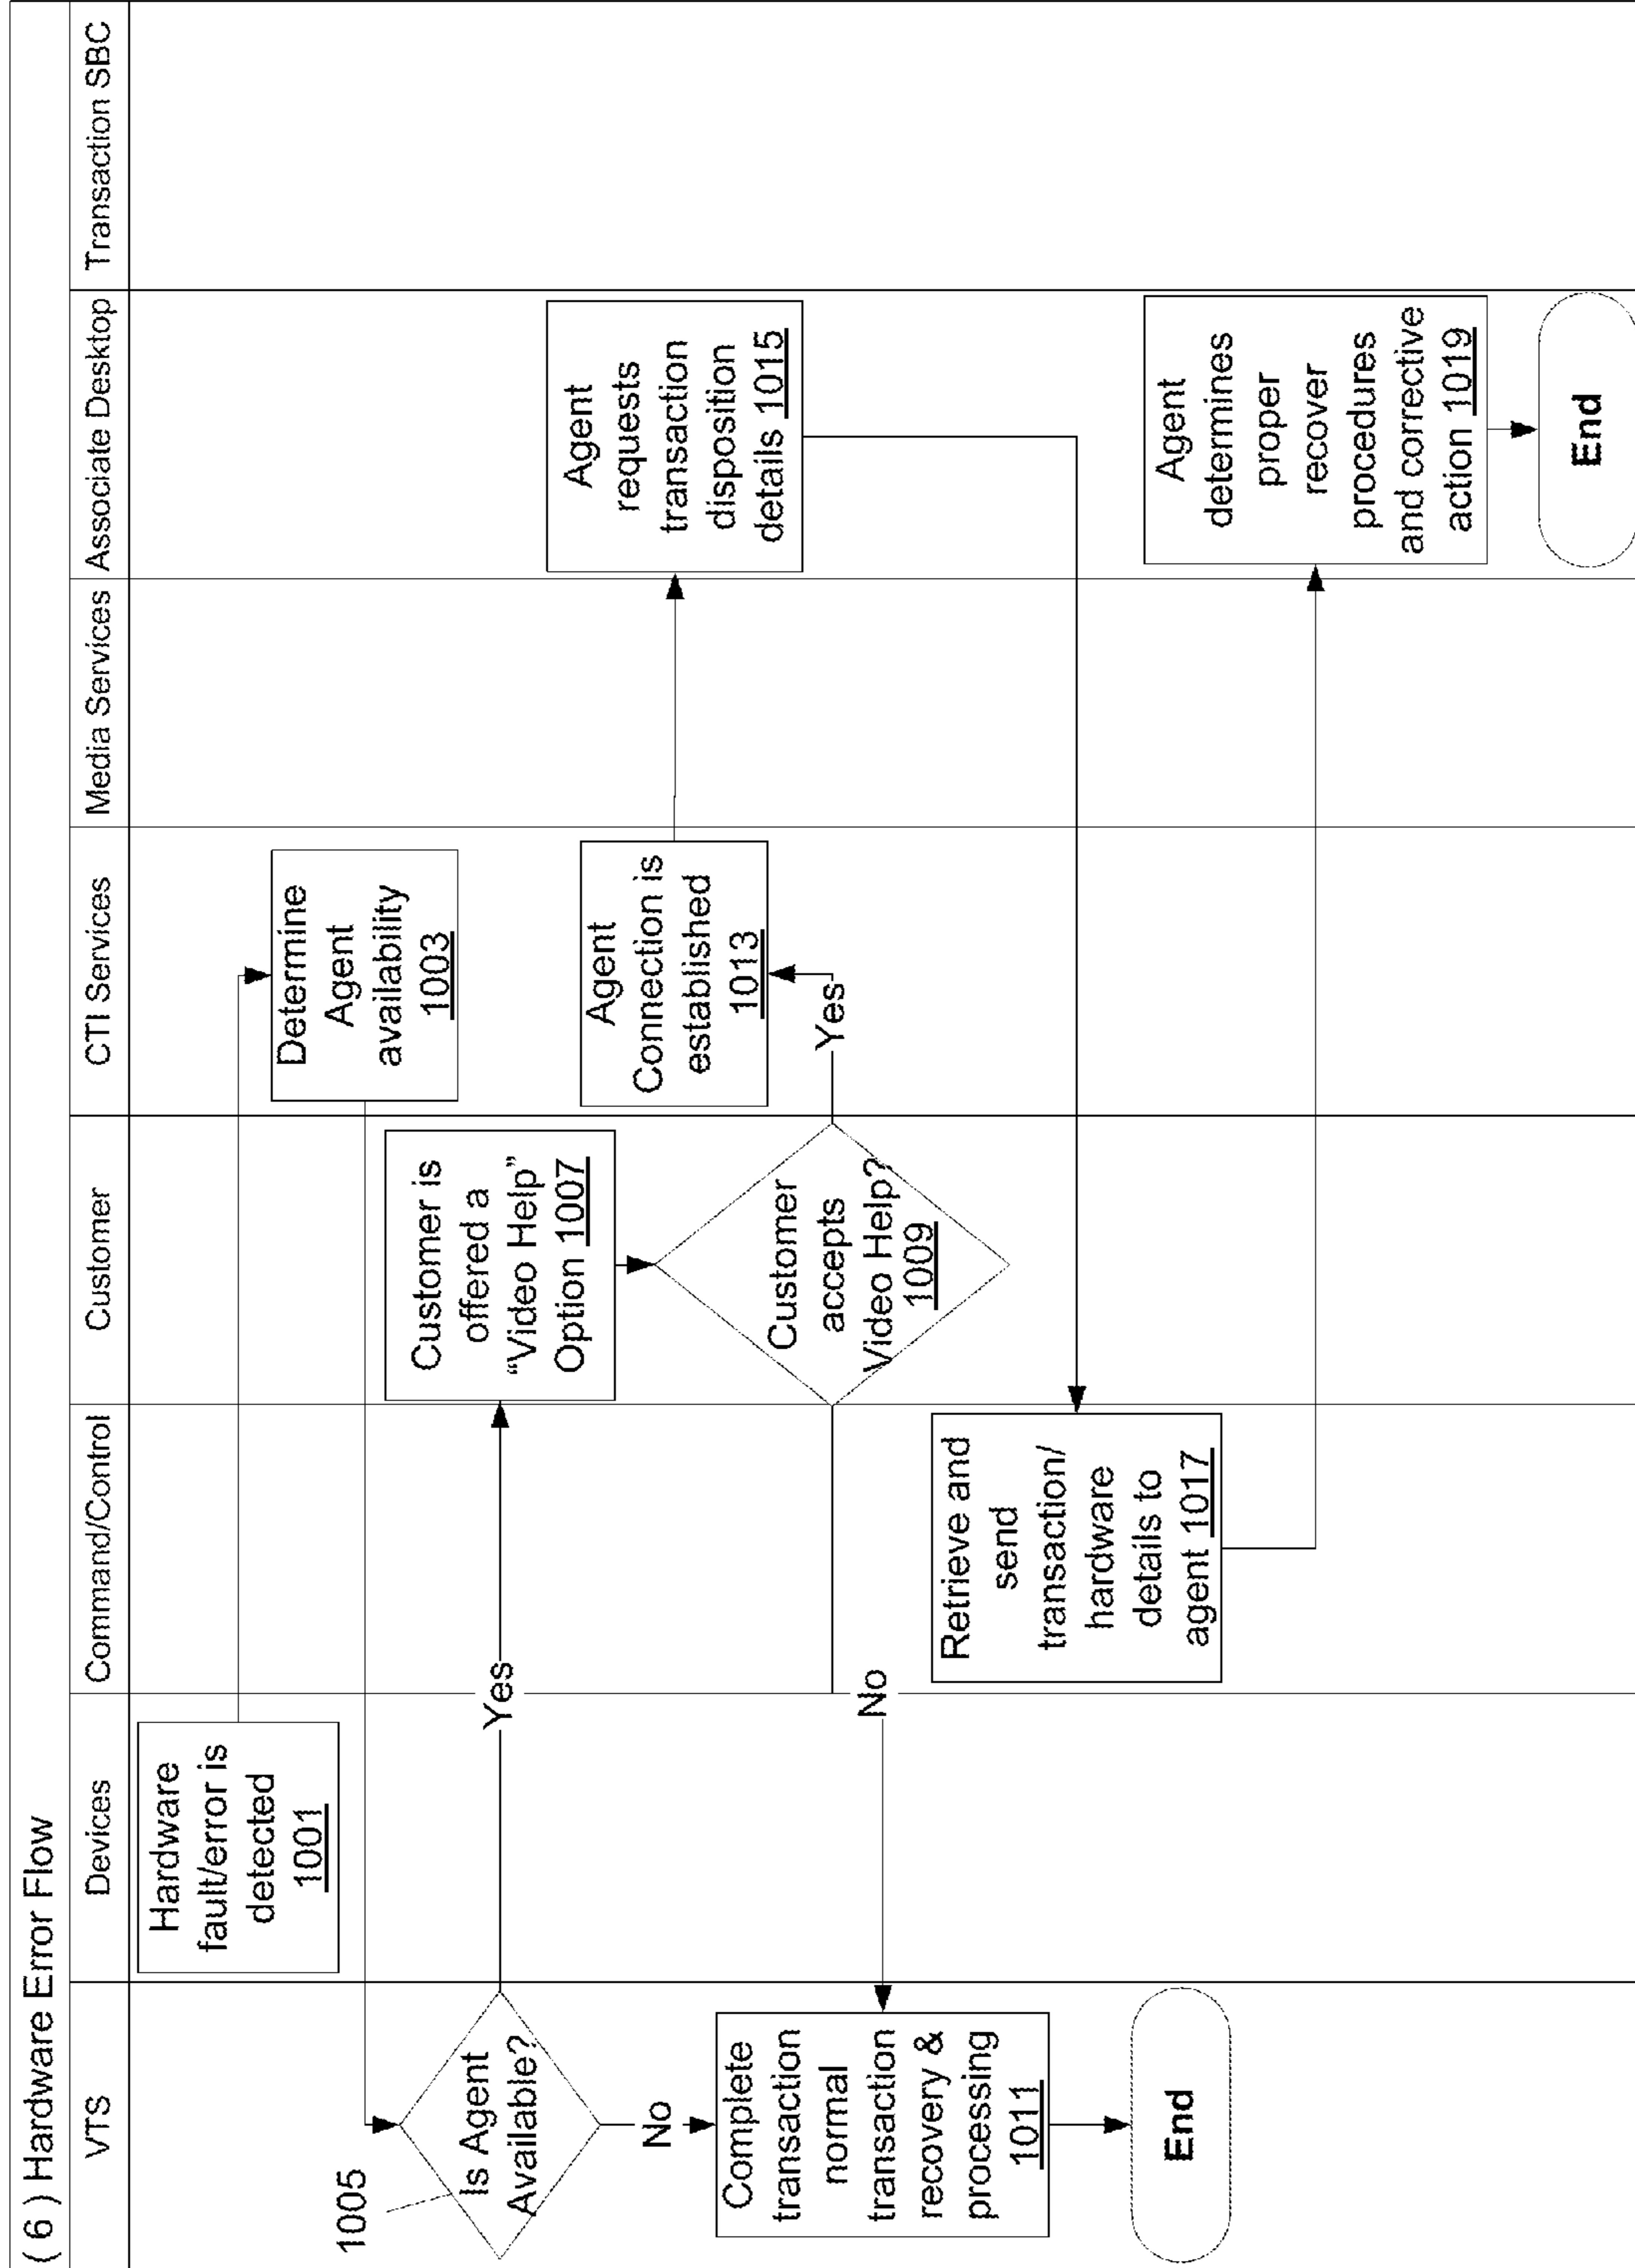 ( 6 ) Hardware Error Flow
VTS
Devices
Command/Control
Customer
CTI Services
Media Services
Associate Desktop
Transaction SBC
Hardware
fault/error is
detected
1001
Determine
Agent
availability
1003
1005
Is Agent
Available?
Yes
No
Customer is
offered a
“Video Help”
Option 1007
Customer
accepts
Video Help?
1009
Yes
No
Complete
transaction
normal
transaction
recovery &
processing
1011
End
Agent
Connection is
established
1013
Agent
requests
transaction
disposition
details 1015
Retrieve and
send
transaction/
hardware
details to
agent 1017
Agent
determines
proper
recover
procedures
and corrective
action 1019
End